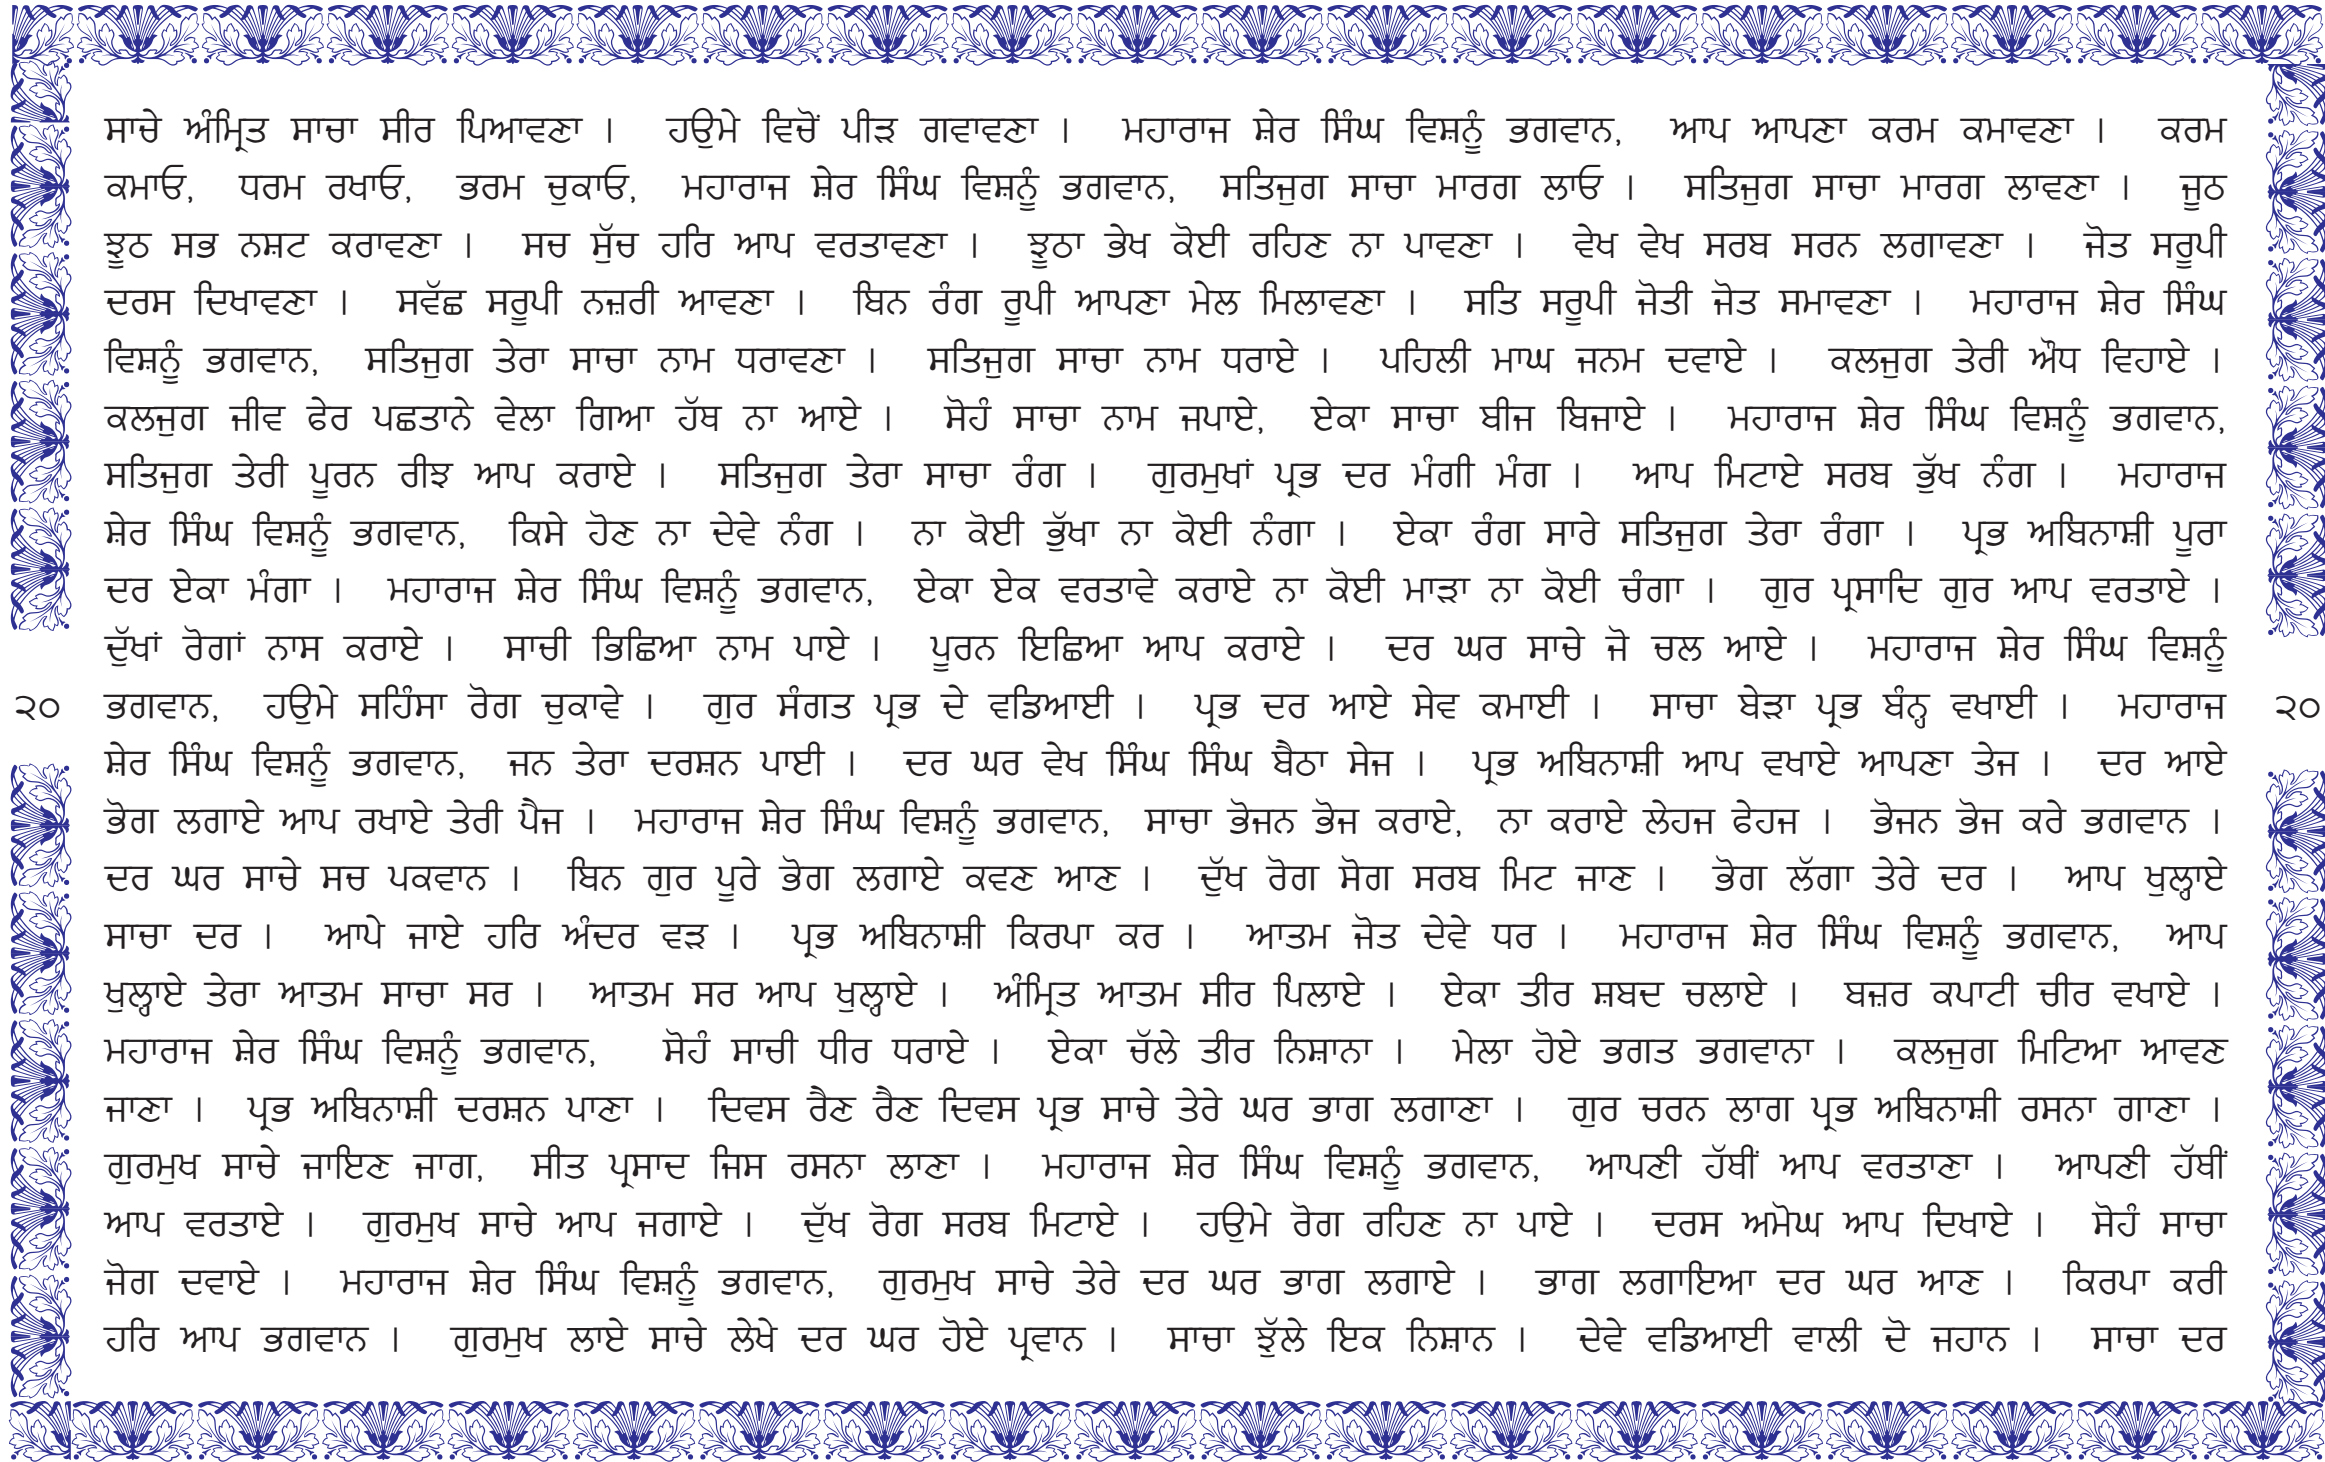 ਸਾਚੇ ਅੰਮ੍ਰਿਤ ਸਾਚਾ ਸੀਰ ਪਿਆਵਣਾ । ਹਉਮੇ ਵਿਚੋਂ ਪੀੜ ਗਵਾਵਣਾ । ਮਹਾਰਾਜ ਸ਼ੇਰ ਸਿੰਘ ਵਿਸ਼ਨੂੰ ਭਗਵਾਨ, ਆਪ ਆਪਣਾ ਕਰਮ ਕਮਾਵਣਾ । ਕਰਮ
ਕਮਾਓ, ਧਰਮ ਰਖਾਓ, ਭਰਮ ਚੁਕਾਓ, ਮਹਾਰਾਜ ਸ਼ੇਰ ਸਿੰਘ ਵਿਸ਼ਨੂੰ ਭਗਵਾਨ, ਸਤਿਜੁਗ ਸਾਚਾ ਮਾਰਗ ਲਾਓ । ਸਤਿਜੁਗ ਸਾਚਾ ਮਾਰਗ ਲਾਵਣਾ । ਜੂਠ
ਝੂਠ ਸਭ ਨਸ਼ਟ ਕਰਾਵਣਾ । ਸਚ ਸੁੱਚ ਹਰਿ ਆਪ ਵਰਤਾਵਣਾ । ਝੂਠਾ ਭੇਖ ਕੋਈ ਰਹਿਣ ਨਾ ਪਾਵਣਾ । ਵੇਖ ਵੇਖ ਸਰਬ ਸਰਨ ਲਗਾਵਣਾ । ਜੋਤ ਸਰੂਪੀ
ਦਰਸ ਦਿਖਾਵਣਾ । ਸਵੱਛ ਸਰੂਪੀ ਨਜ਼ਰੀ ਆਵਣਾ । ਬਿਨ ਰੰਗ ਰੂਪੀ ਆਪਣਾ ਮੇਲ ਮਿਲਾਵਣਾ । ਸਤਿ ਸਰੂਪੀ ਜੋਤੀ ਜੋਤ ਸਮਾਵਣਾ । ਮਹਾਰਾਜ ਸ਼ੇਰ ਸਿੰਘ
ਵਿਸ਼ਨੂੰ ਭਗਵਾਨ, ਸਤਿਜੁਗ ਤੇਰਾ ਸਾਚਾ ਨਾਮ ਧਰਾਵਣਾ । ਸਤਿਜੁਗ ਸਾਚਾ ਨਾਮ ਧਰਾਏ । ਪਹਿਲੀ ਮਾਘ ਜਨਮ ਦਵਾਏ । ਕਲਜੁਗ ਤੇਰੀ ਔਧ ਵਿਹਾਏ ।
ਕਲਜੁਗ ਜੀਵ ਫੇਰ ਪਛਤਾਨੇ ਵੇਲਾ ਗਿਆ ਹੱਥ ਨਾ ਆਏ । ਸੋਹੰ ਸਾਚਾ ਨਾਮ ਜਪਾਏ, ਏਕਾ ਸਾਚਾ ਬੀਜ ਬਿਜਾਏ । ਮਹਾਰਾਜ ਸ਼ੇਰ ਸਿੰਘ ਵਿਸ਼ਨੂੰ ਭਗਵਾਨ,
ਸਤਿਜੁਗ ਤੇਰੀ ਪੂਰਨ ਰੀਝ ਆਪ ਕਰਾਏ । ਸਤਿਜੁਗ ਤੇਰਾ ਸਾਚਾ ਰੰਗ । ਗੁਰਮੁਖਾਂ ਪ੍ਰਭ ਦਰ ਮੰਗੀ ਮੰਗ । ਆਪ ਮਿਟਾਏ ਸਰਬ ਭੁੱਖ ਨੰਗ । ਮਹਾਰਾਜ
ਸ਼ੇਰ ਸਿੰਘ ਵਿਸ਼ਨੂੰ ਭਗਵਾਨ, ਕਿਸੇ ਹੋਣ ਨਾ ਦੇਵੇ ਨੰਗ । ਨਾ ਕੋਈ ਭੁੱਖਾ ਨਾ ਕੋਈ ਨੰਗਾ । ਏਕਾ ਰੰਗ ਸਾਰੇ ਸਤਿਜੁਗ ਤੇਰਾ ਰੰਗਾ । ਪ੍ਰਭ ਅਬਿਨਾਸ਼ੀ ਪੂਰਾ
ਦਰ ਏਕਾ ਮੰਗਾ । ਮਹਾਰਾਜ ਸ਼ੇਰ ਸਿੰਘ ਵਿਸ਼ਨੂੰ ਭਗਵਾਨ, ਏਕਾ ਏਕ ਵਰਤਾਵੇ ਕਰਾਏ ਨਾ ਕੋਈ ਮਾੜਾ ਨਾ ਕੋਈ ਚੰਗਾ । ਗੁਰ ਪ੍ਰਸਾਦਿ ਗੁਰ ਆਪ ਵਰਤਾਏ ।
ਦੁੱਖਾਂ ਰੋਗਾਂ ਨਾਸ ਕਰਾਏ । ਸਾਚੀ ਭਿਛਿਆ ਨਾਮ ਪਾਏ । ਪੂਰਨ ਇਛਿਆ ਆਪ ਕਰਾਏ । ਦਰ ਘਰ ਸਾਚੇ ਜੋ ਚਲ ਆਏ । ਮਹਾਰਾਜ ਸ਼ੇਰ ਸਿੰਘ ਵਿਸ਼ਨੂੰ
੨੦ ਭਗਵਾਨ, ਹਉਮੇ ਸਹਿੰਸਾ ਰੋਗ ਚੁਕਾਵੇ । ਗੁਰ ਸੰਗਤ ਪ੍ਰਭ ਦੇ ਵਡਿਆਈ । ਪ੍ਰਭ ਦਰ ਆਏ ਸੇਵ ਕਮਾਈ । ਸਾਚਾ ਬੇੜਾ ਪ੍ਰਭ ਬੰਨ੍ਹ ਵਖਾਈ । ਮਹਾਰਾਜ ੨੦
ਸ਼ੇਰ ਸਿੰਘ ਵਿਸ਼ਨੂੰ ਭਗਵਾਨ, ਜਨ ਤੇਰਾ ਦਰਸ਼ਨ ਪਾਈ । ਦਰ ਘਰ ਵੇਖ ਸਿੰਘ ਸਿੰਘ ਬੈਠਾ ਸੇਜ । ਪ੍ਰਭ ਅਬਿਨਾਸ਼ੀ ਆਪ ਵਖਾਏ ਆਪਣਾ ਤੇਜ । ਦਰ ਆਏ
ਭੋਗ ਲਗਾਏ ਆਪ ਰਖਾਏ ਤੇਰੀ ਪੈਜ । ਮਹਾਰਾਜ ਸ਼ੇਰ ਸਿੰਘ ਵਿਸ਼ਨੂੰ ਭਗਵਾਨ, ਸਾਚਾ ਭੋਜਨ ਭੋਜ ਕਰਾਏ, ਨਾ ਕਰਾਏ ਲੇਹਜ ਫੇਹਜ । ਭੋਜਨ ਭੋਜ ਕਰੇ ਭਗਵਾਨ ।
ਦਰ ਘਰ ਸਾਚੇ ਸਚ ਪਕਵਾਨ । ਬਿਨ ਗੁਰ ਪੂਰੇ ਭੋਗ ਲਗਾਏ ਕਵਣ ਆਣ । ਦੁੱਖ ਰੋਗ ਸੋਗ ਸਰਬ ਮਿਟ ਜਾਣ । ਭੋਗ ਲੱਗਾ ਤੇਰੇ ਦਰ । ਆਪ ਖੁਲ੍ਹਾਏ
ਸਾਚਾ ਦਰ । ਆਪੇ ਜਾਏ ਹਰਿ ਅੰਦਰ ਵੜ । ਪ੍ਰਭ ਅਬਿਨਾਸ਼ੀ ਕਿਰਪਾ ਕਰ । ਆਤਮ ਜੋਤ ਦੇਵੇ ਧਰ । ਮਹਾਰਾਜ ਸ਼ੇਰ ਸਿੰਘ ਵਿਸ਼ਨੂੰ ਭਗਵਾਨ, ਆਪ
ਖੁਲ੍ਹਾਏ ਤੇਰਾ ਆਤਮ ਸਾਚਾ ਸਰ । ਆਤਮ ਸਰ ਆਪ ਖੁਲ੍ਹਾਏ । ਅੰਮ੍ਰਿਤ ਆਤਮ ਸੀਰ ਪਿਲਾਏ । ਏਕਾ ਤੀਰ ਸ਼ਬਦ ਚਲਾਏ । ਬਜ਼ਰ ਕਪਾਟੀ ਚੀਰ ਵਖਾਏ ।
ਮਹਾਰਾਜ ਸ਼ੇਰ ਸਿੰਘ ਵਿਸ਼ਨੂੰ ਭਗਵਾਨ, ਸੋਹੰ ਸਾਚੀ ਧੀਰ ਧਰਾਏ । ਏਕਾ ਚੱਲੇ ਤੀਰ ਨਿਸ਼ਾਨਾ । ਮੇਲਾ ਹੋਏ ਭਗਤ ਭਗਵਾਨਾ । ਕਲਜੁਗ ਮਿਟਿਆ ਆਵਣ
ਜਾਣਾ । ਪ੍ਰਭ ਅਬਿਨਾਸ਼ੀ ਦਰਸ਼ਨ ਪਾਣਾ । ਦਿਵਸ ਰੈਣ ਰੈਣ ਦਿਵਸ ਪ੍ਰਭ ਸਾਚੇ ਤੇਰੇ ਘਰ ਭਾਗ ਲਗਾਣਾ । ਗੁਰ ਚਰਨ ਲਾਗ ਪ੍ਰਭ ਅਬਿਨਾਸ਼ੀ ਰਸਨਾ ਗਾਣਾ ।
ਗੁਰਮੁਖ ਸਾਚੇ ਜਾਇਣ ਜਾਗ, ਸੀਤ ਪ੍ਰਸਾਦ ਜਿਸ ਰਸਨਾ ਲਾਣਾ । ਮਹਾਰਾਜ ਸ਼ੇਰ ਸਿੰਘ ਵਿਸ਼ਨੂੰ ਭਗਵਾਨ, ਆਪਣੀ ਹੱਥੀਂ ਆਪ ਵਰਤਾਣਾ । ਆਪਣੀ ਹੱਥੀਂ
ਆਪ ਵਰਤਾਏ । ਗੁਰਮੁਖ ਸਾਚੇ ਆਪ ਜਗਾਏ । ਦੁੱਖ ਰੋਗ ਸਰਬ ਮਿਟਾਏ । ਹਉਮੇ ਰੋਗ ਰਹਿਣ ਨਾ ਪਾਏ । ਦਰਸ ਅਮੋਘ ਆਪ ਦਿਖਾਏ । ਸੋਹੰ ਸਾਚਾ
ਜੋਗ ਦਵਾਏ । ਮਹਾਰਾਜ ਸ਼ੇਰ ਸਿੰਘ ਵਿਸ਼ਨੂੰ ਭਗਵਾਨ, ਗੁਰਮੁਖ ਸਾਚੇ ਤੇਰੇ ਦਰ ਘਰ ਭਾਗ ਲਗਾਏ । ਭਾਗ ਲਗਾਇਆ ਦਰ ਘਰ ਆਣ । ਕਿਰਪਾ ਕਰੀ
ਹਰਿ ਆਪ ਭਗਵਾਨ । ਗੁਰਮੁਖ ਲਾਏ ਸਾਚੇ ਲੇਖੇ ਦਰ ਘਰ ਹੋਏ ਪ੍ਰਵਾਨ । ਸਾਚਾ ਝੁੱਲੇ ਇਕ ਨਿਸ਼ਾਨ । ਦੇਵੇ ਵਡਿਆਈ ਵਾਲੀ ਦੋ ਜਹਾਨ । ਸਾਚਾ ਦਰ